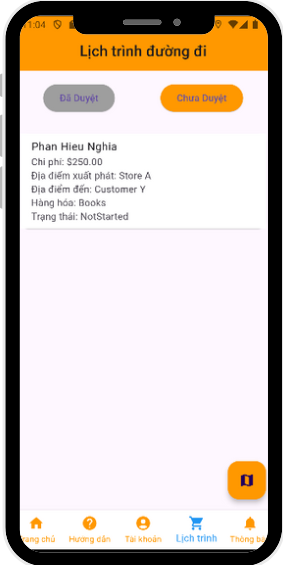 1:04
Lịch trình đường đi
Đã Duyệt
Chưa Duyệt
Phan Hieu Nghia
Chi phí: $250.00
Địa điểm xuất phát: Store A
Địa điểm đến: Customer Y
Hàng hóa: Books
Trạng thái: NotStarted
rang chủ Hướng dẫn Tài khoản Lịch trình Thông bá